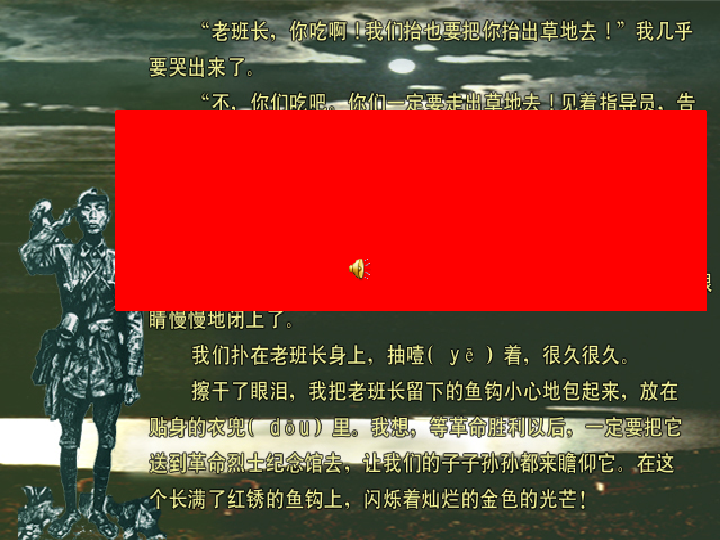 “老班长，你吃啊！我们抬也要把你抬出草地去！”我几乎
要哭出来了。
“不，你们吃吧。你们一定要走出草地去！见着指导员，告
睛慢慢地闭上了。
我们扑在老班长身上，抽噎( yē )着，很久很久。
擦干了眼泪，我把老班长留下的鱼钩小心地包起来，放在
贴身的衣兜( dōu )里。我想，等革命胜利以后，一定要把它
送到革命烈士纪念馆去，让我们的子子孙孙都来瞻仰它。在这
个长满了红锈的鱼钩上，闪烁着灿烂的金色的光芒！